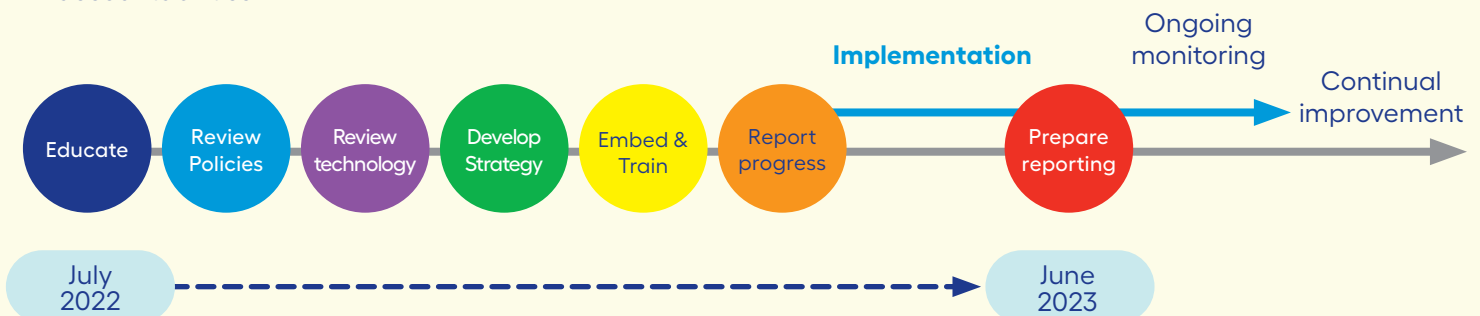 Ongoing
monitoring
Implementation
Continual
improvement
Educate
Review
Policies
Review
technology
Develop
Strategy
Embed &
Train
Report
progress
Prepare
reporting
July
2022
June
2023